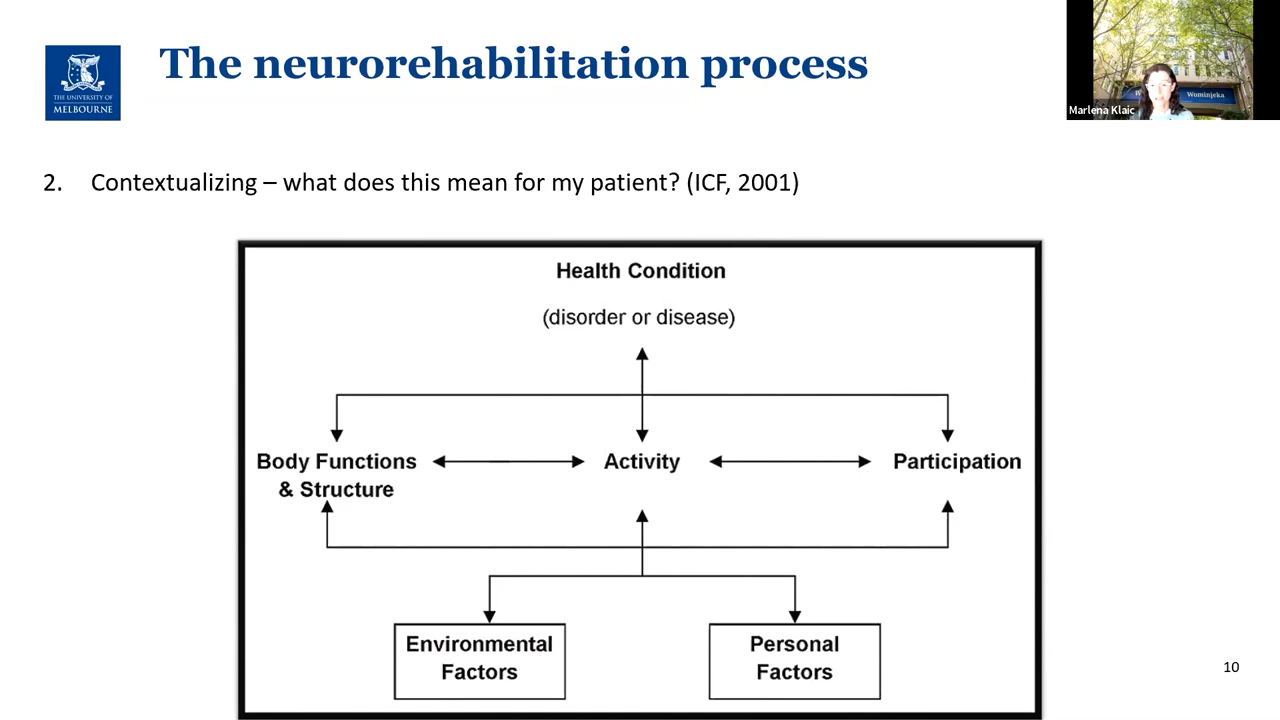 The neurorehabilitation process
THE UNIVERSITY OF
MELBOURNE
Wominjeka
Marlena Klaic
2. Contextualizing – what does this mean for my patient? (ICF, 2001)
Health Condition
(disorder or disease)
Body Functions
& Structure
Activity
Participation
Environmental
Factors
Personal
Factors
10